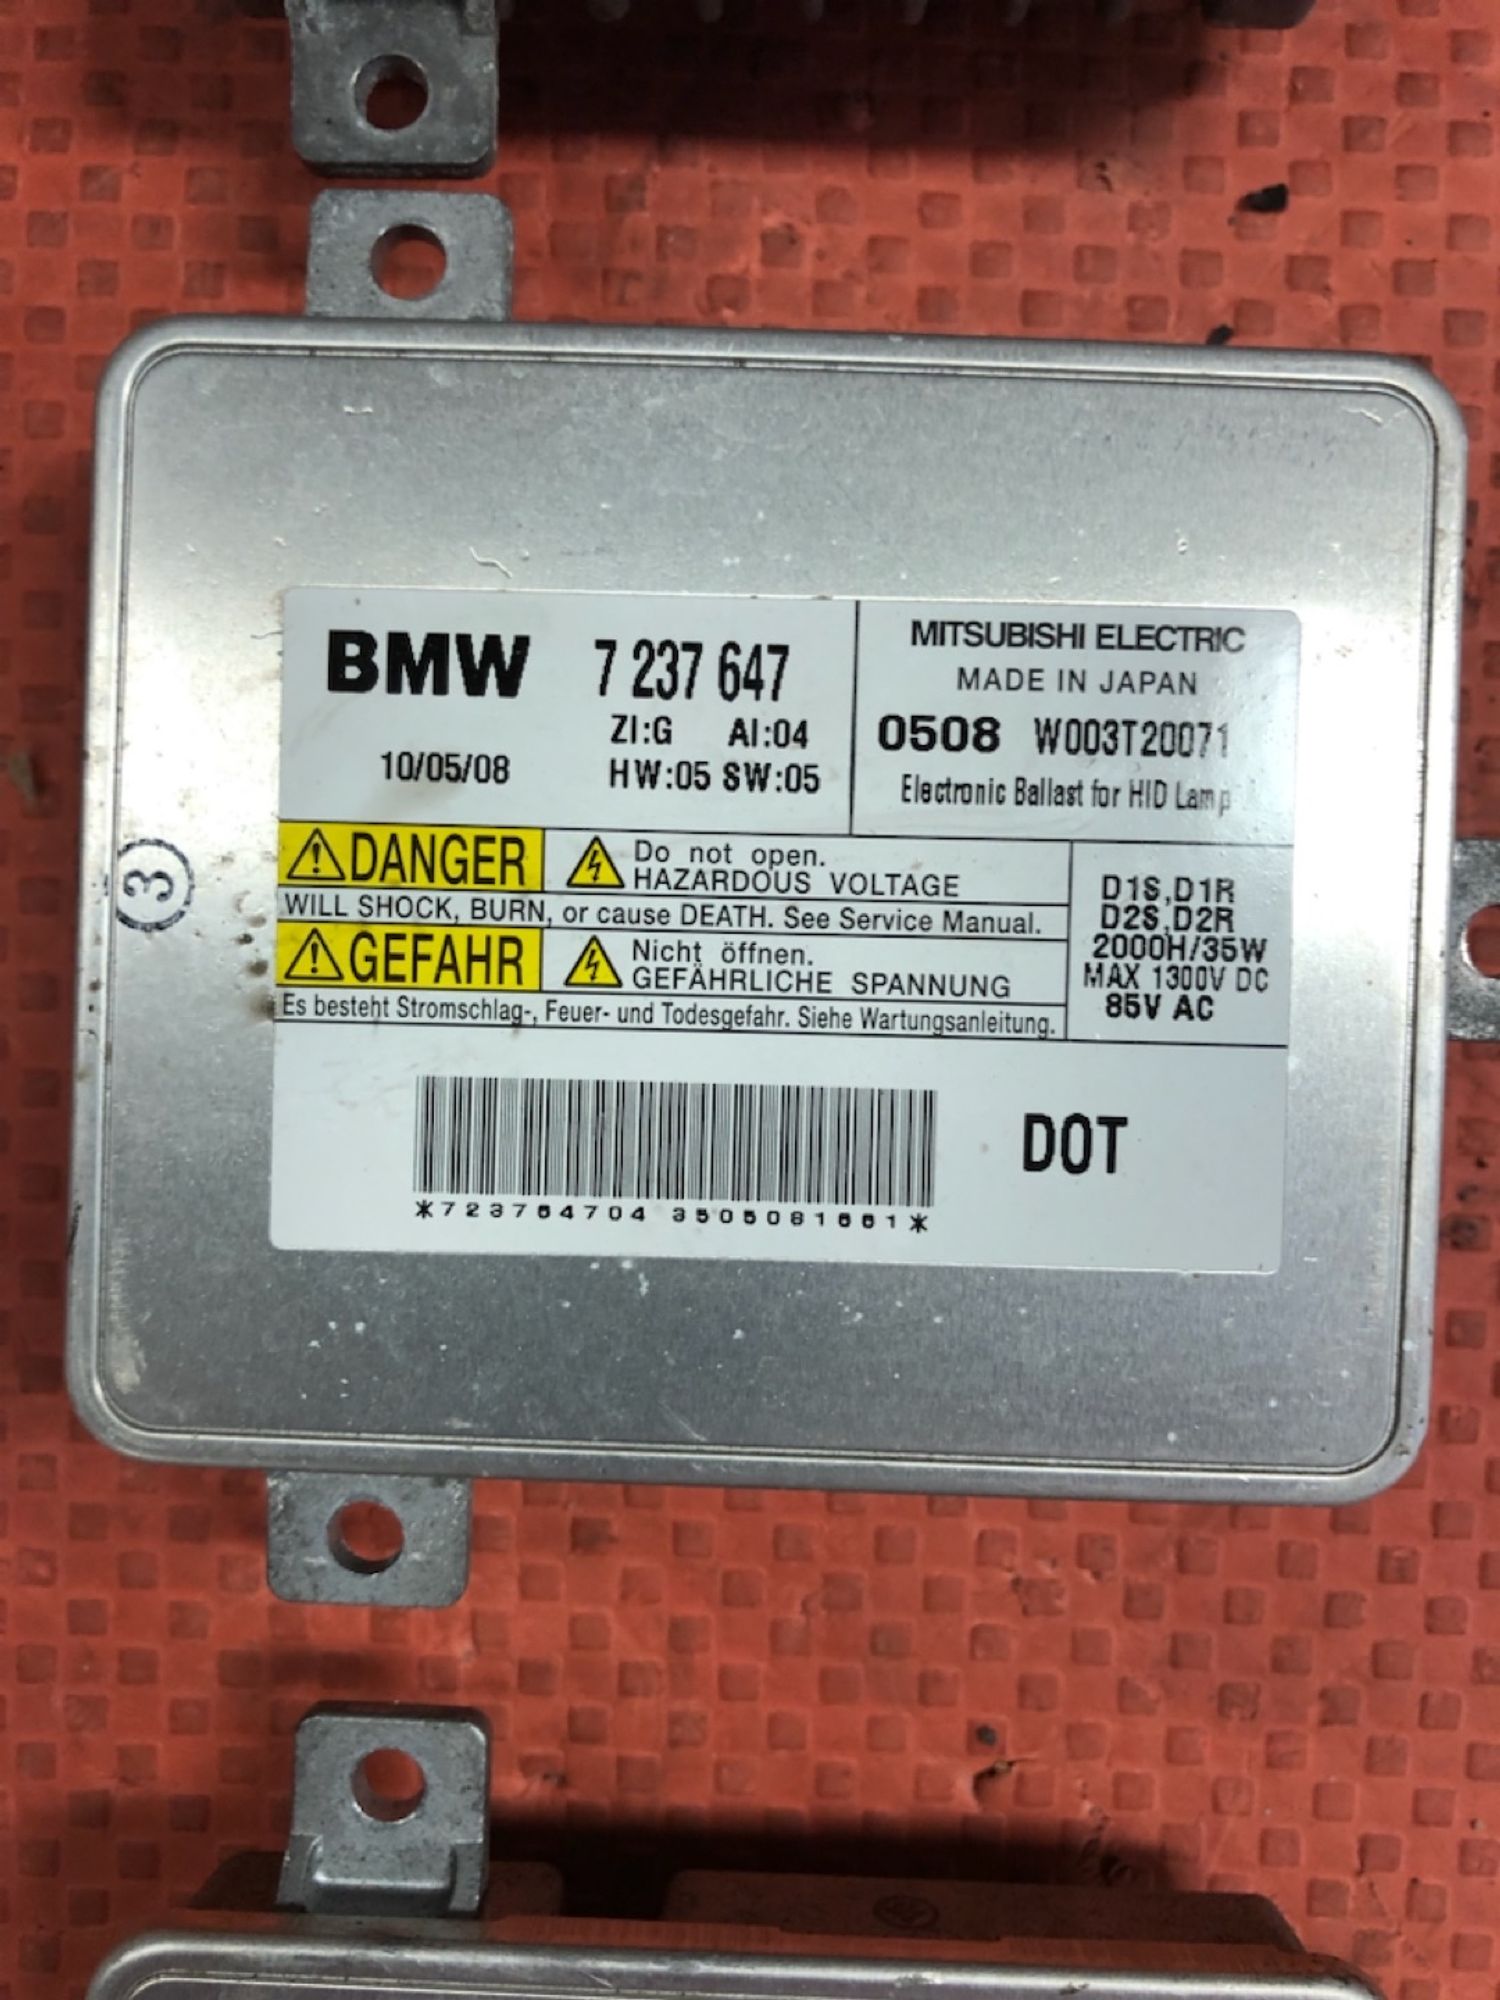 BMW 7 237 647
ZI:G AI:04
10/05/08 HW:05 SW:05
MITSUBISHI ELECTRIC
MADE IN JAPAN
0508 W003T20071
Electronic Ballast for HID Lamp
3
DANGER Do not open.
HAZARDOUS VOLTAGE
WILL SHOCK, BURN, or cause DEATH. See Service Manual.
GEFAHR Nicht öffnen.
GEFÄHRLICHE SPANNUNG
Es besteht Stromschlag-, Feuer- und Todesgefahr. Siehe Wartungsanleitung.
D1S,D1R
D2S,D2R
2000H/35W
MAX 1300V DC
85V AC
*723764704 3505081661*
DOT